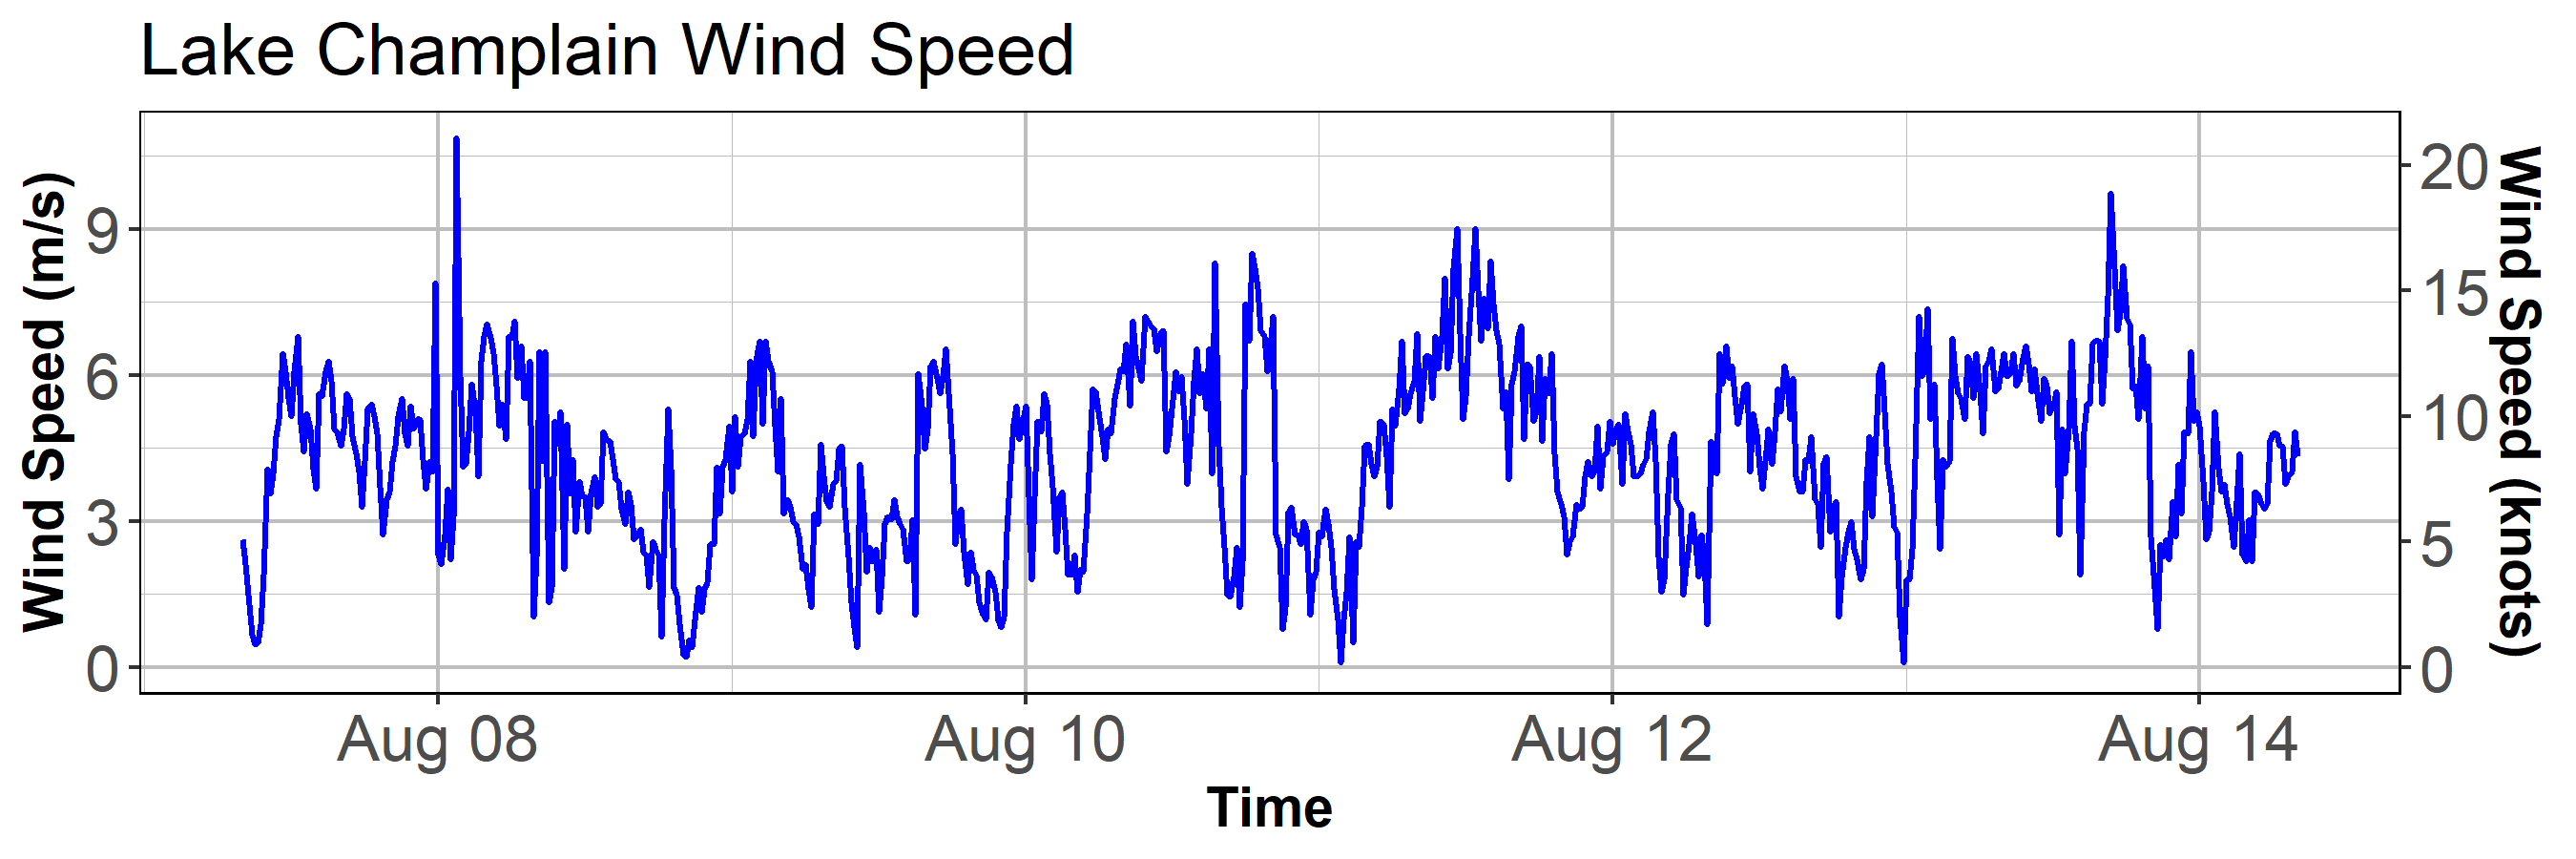 Lake Champlain Wind Speed
Wind Speed (m/s)
9
6
3
0
20
15
10
5
0
Wind Speed (knots)
Aug 08 Aug 10 Aug 12 Aug 14
Time